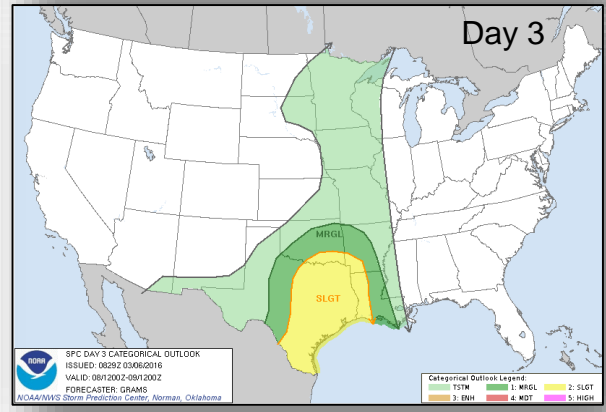 Day 3
MRGL
SLGT
SPC DAY 3 CATEGORICAL OUTLOOK
ISSUED: 0829Z 03/06/2016
VALID: 08/1200Z-09/1200Z
FORECASTER: GRAMS
NOAA/NWS Storm Prediction Center, Norman, Oklahoma
NOAA
Categorical Outlook Legend:
TSTM 1: MRGL 2: SLGT
3: ENH 4: MDT 5: HIGH